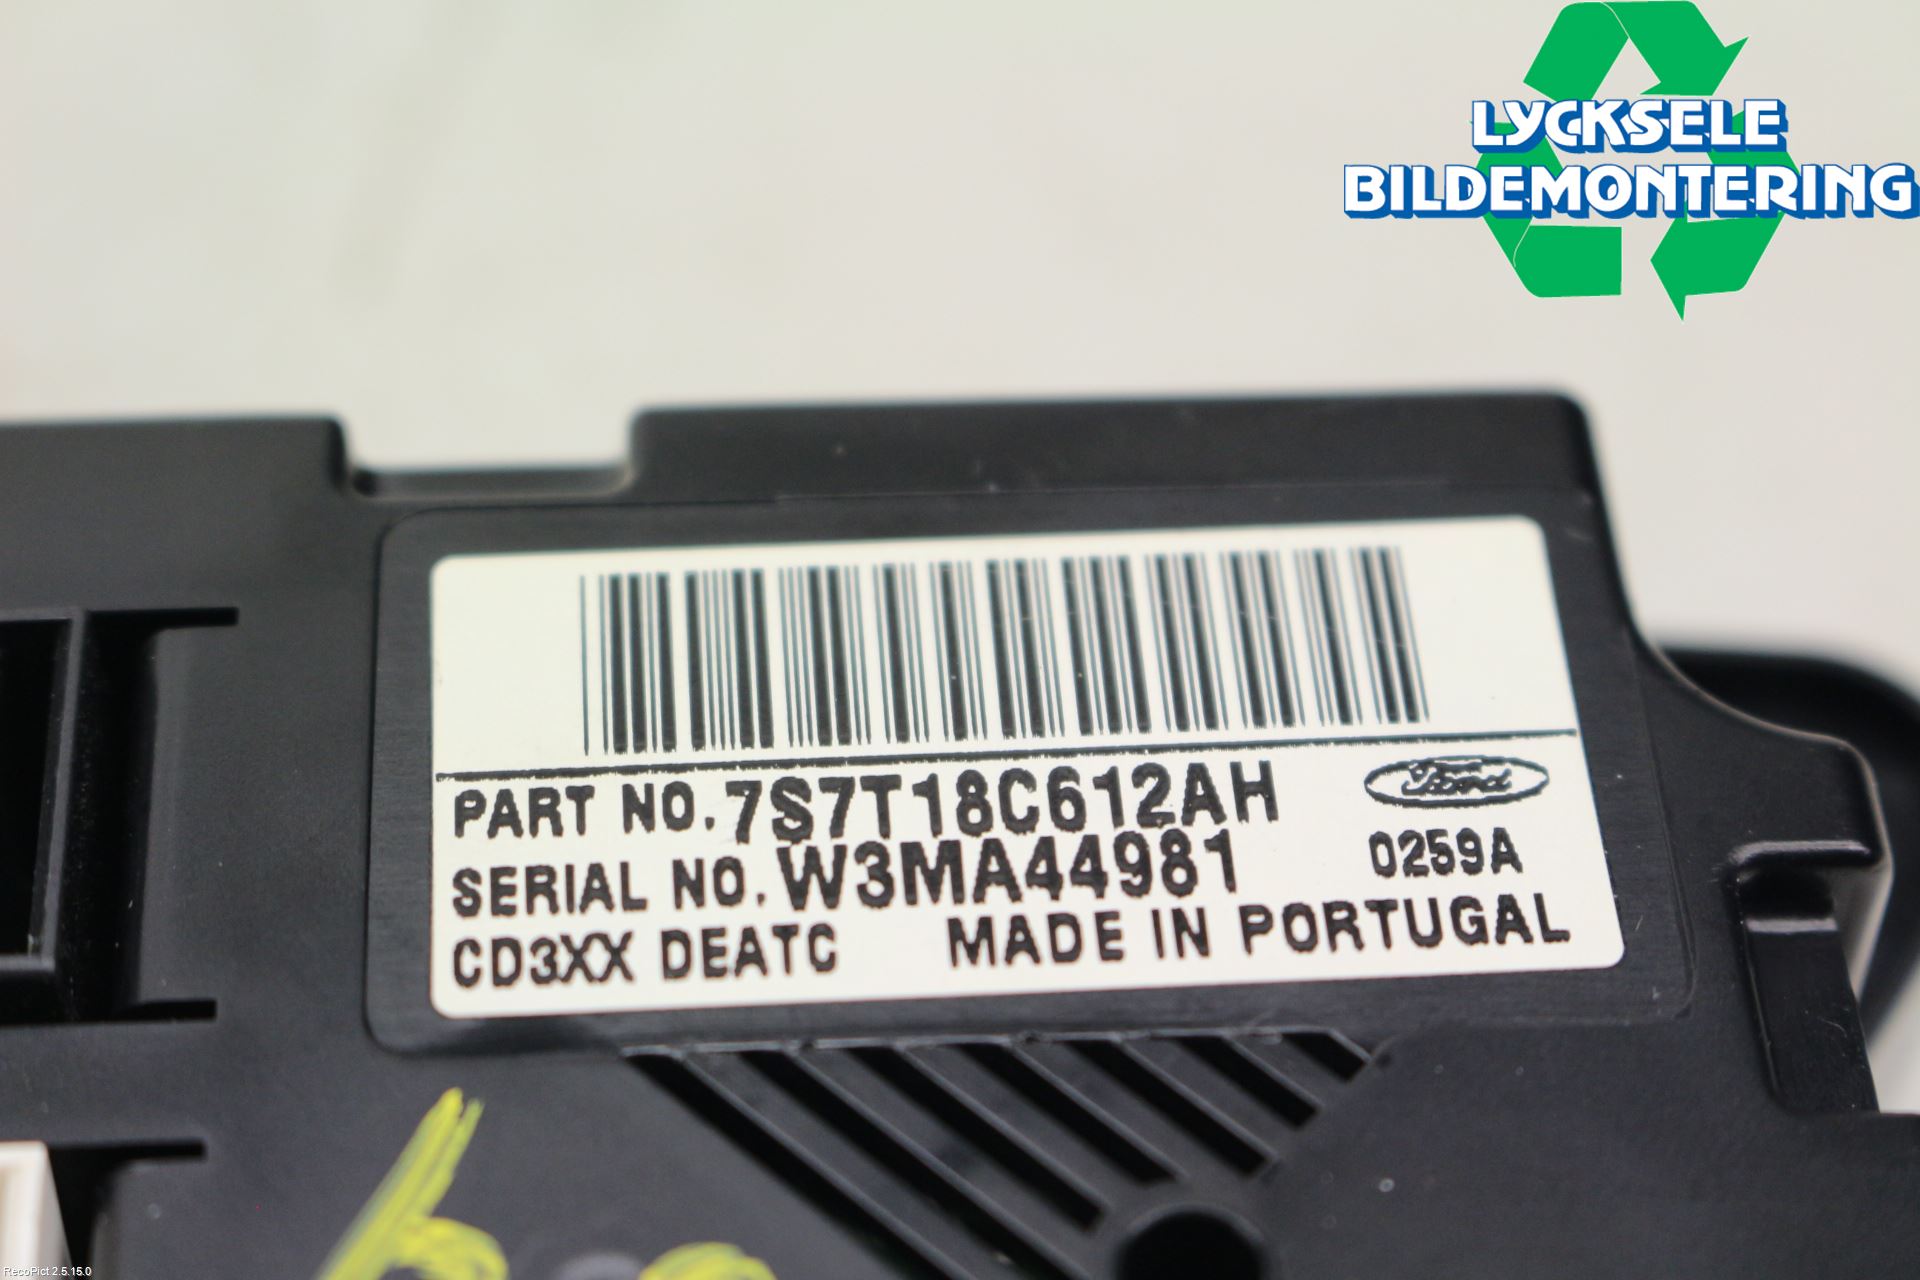 LYCKSELE
BILDEMONTERING
PART NO. 7S7T18C612AH
Ford
SERIAL NO. W3MA44981
0259A
CD3XX DEATC MADE IN PORTUGAL
RecoPict 2.5.15.0